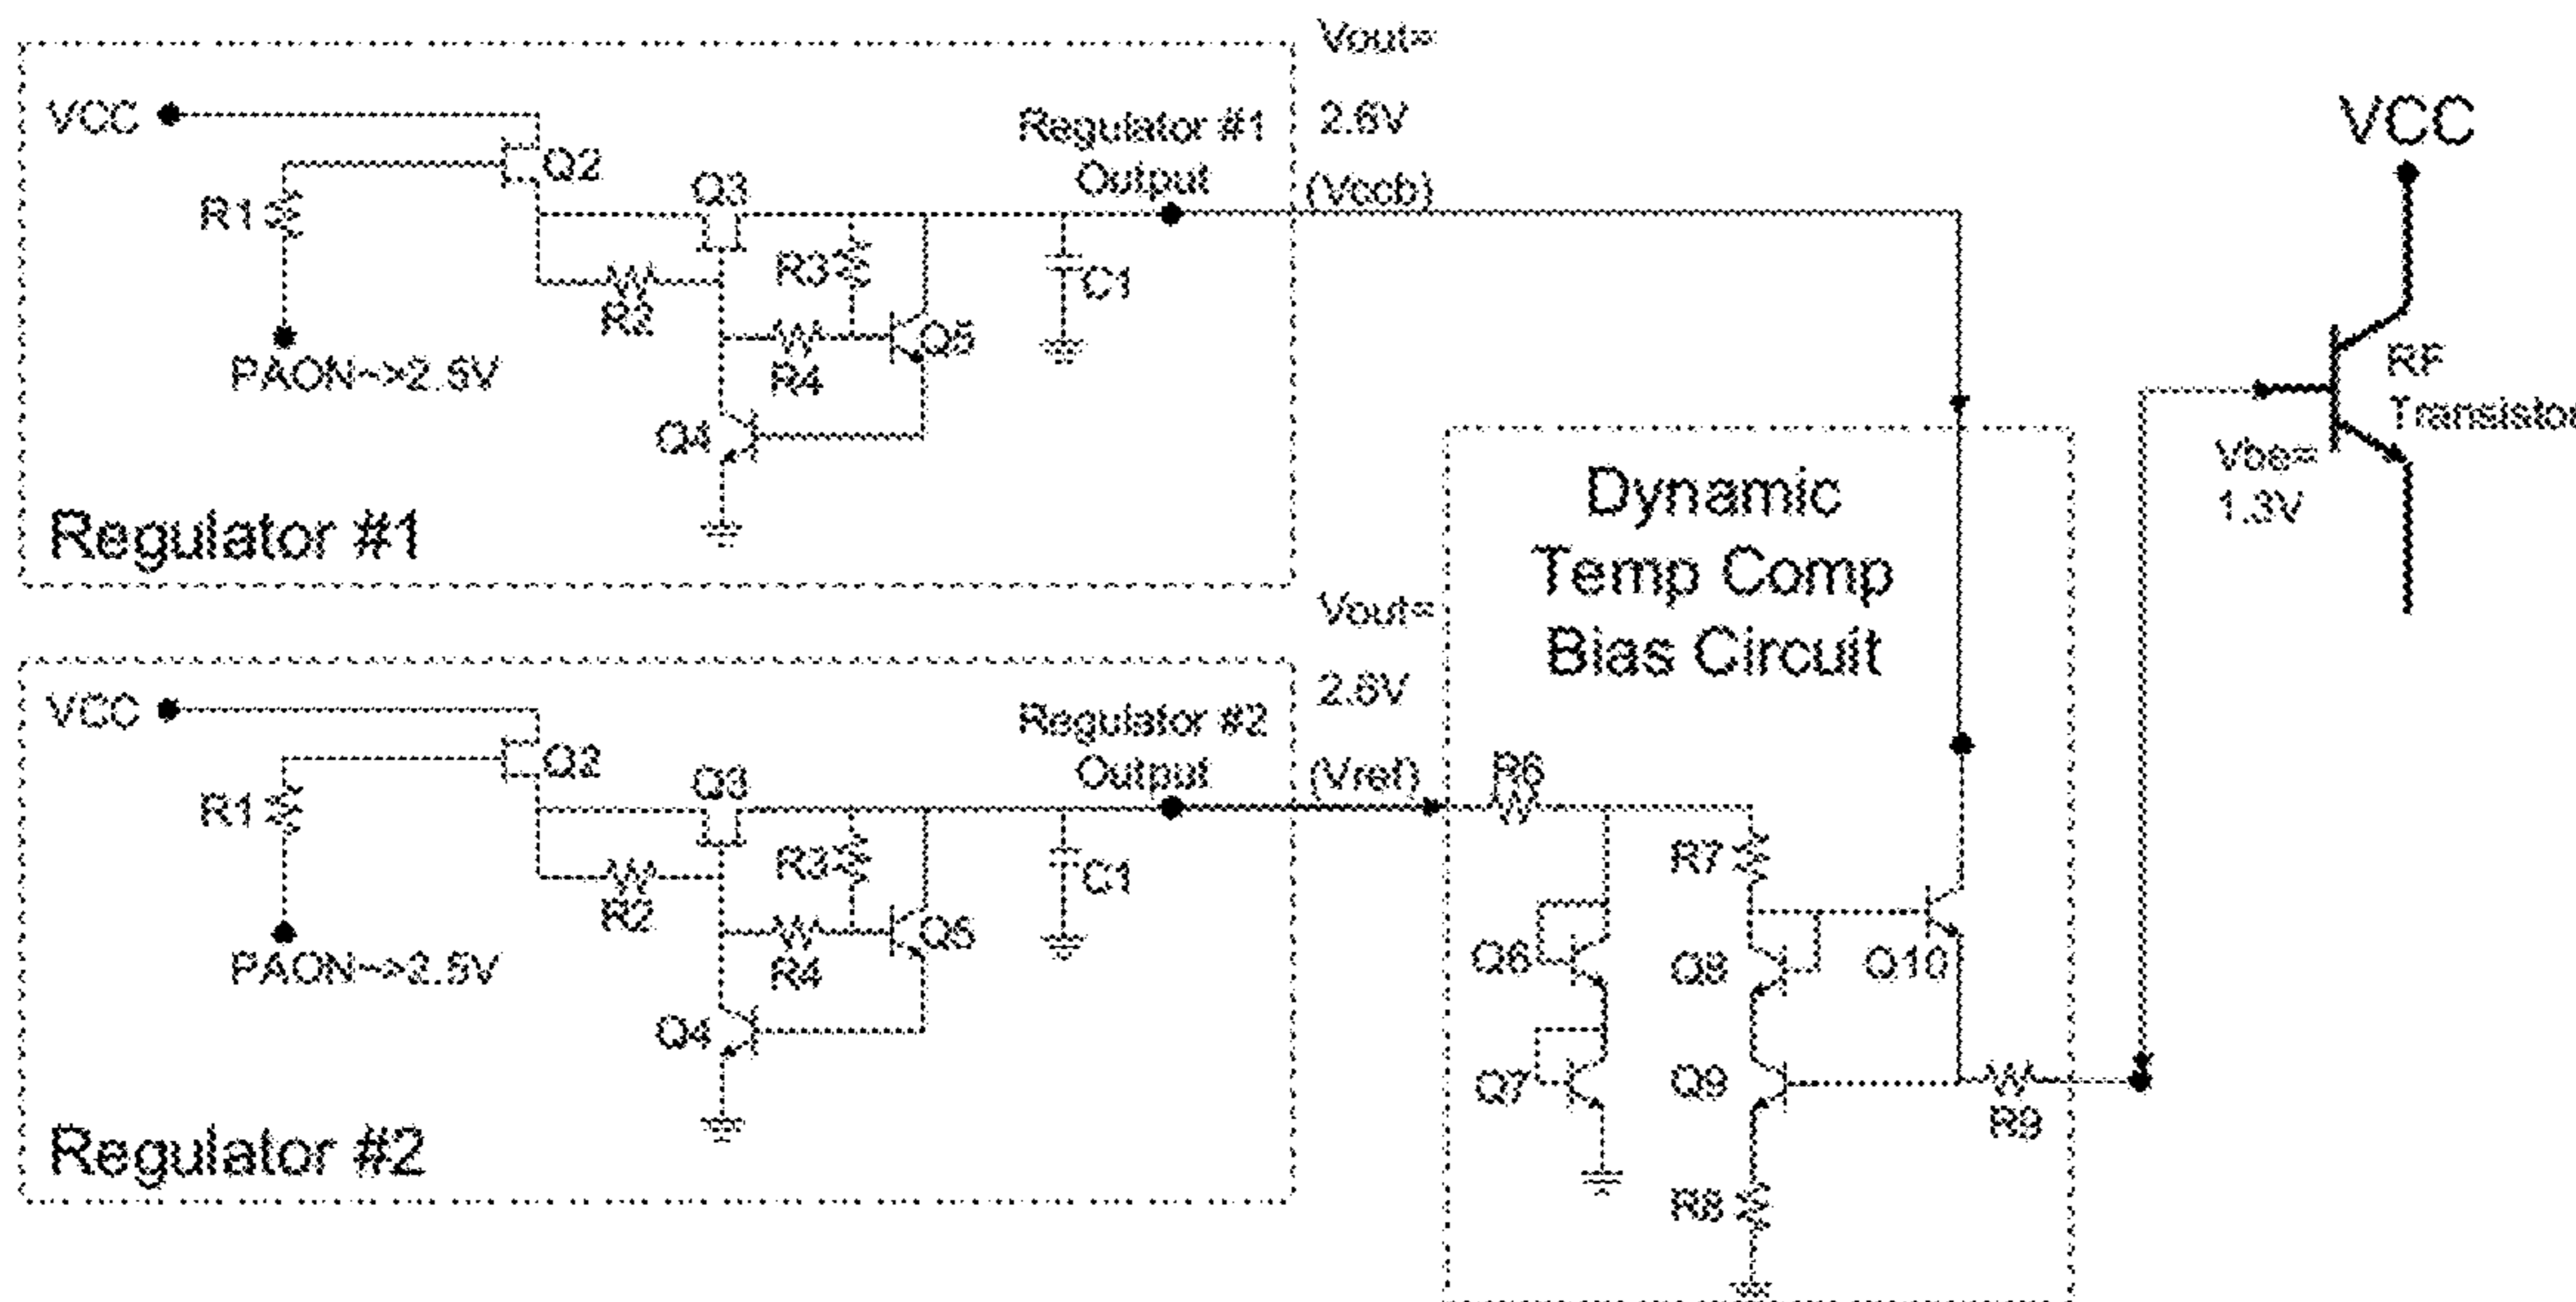 Vout=
VCC
Regulator #1
2.6V
VCC
Q2
Q3
Output
(Vccb)
R1
R3
C1
R2
Q5
RF
PAON~>2.5V
R4
Q4
Vbe=
1.3V
Dynamic
Temp Comp
Bias Circuit
Regulator #1
Vout=
2.6V
VCC
Regulator #2
Q2
Q3
Output
(Vref)
R6
R1
R3
C1
R7
R2
Q5
PAON~>2.5V
R4
Q6
Q8
Q10
Q4
Q7
Q9
R9
Regulator #2
R8